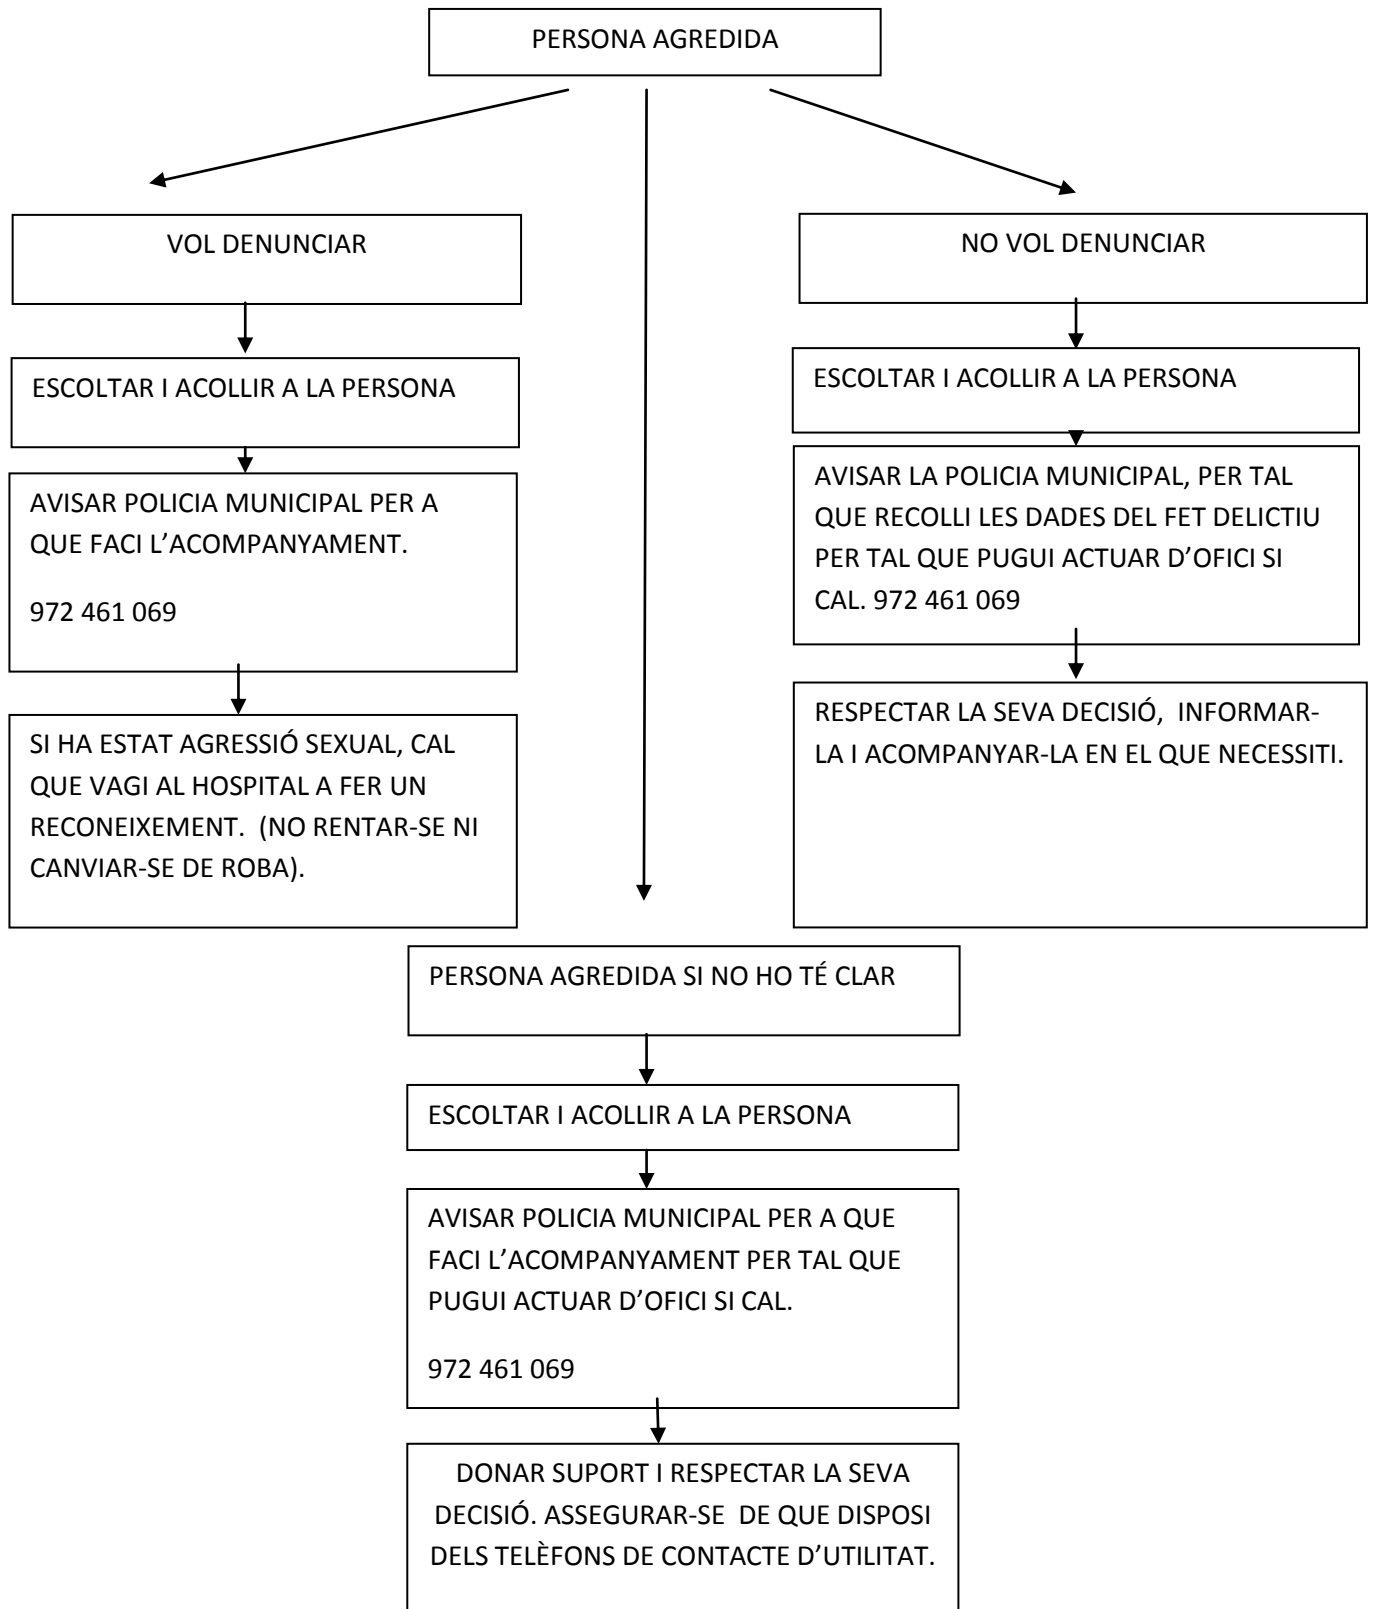 PERSONA AGREDIDA
VOL DENUNCIAR
ESCOLTAR I ACOLLIR A LA PERSONA
AVISAR POLICIA MUNICIPAL PER A
QUE FACI L’ACOMPANYAMENT.
972 461 069
SI HA ESTAT AGRESSIÓ SEXUAL, CAL
QUE VAGI AL HOSPITAL A FER UN
RECONEIXEMENT.  (NO RENTAR-SE NI
CANVIAR-SE DE ROBA).
NO VOL DENUNCIAR
ESCOLTAR I ACOLLIR A LA PERSONA
AVISAR LA POLICIA MUNICIPAL, PER TAL
QUE RECOLLI LES DADES DEL FET DELICTIU
PER TAL QUE PUGUI ACTUAR D’OFICI SI
CAL. 972 461 069
RESPECTAR LA SEVA DECISIÓ,  INFORMAR-
LA I ACOMPANYAR-LA EN EL QUE NECESSITI.
PERSONA AGREDIDA SI NO HO TÉ CLAR
ESCOLTAR I ACOLLIR A LA PERSONA
AVISAR POLICIA MUNICIPAL PER A QUE
FACI L’ACOMPANYAMENT PER TAL QUE
PUGUI ACTUAR D’OFICI SI CAL.
972 461 069
DONAR SUPORT I RESPECTAR LA SEVA
DECISIÓ. ASSEGURAR-SE  DE QUE DISPOSI
DELS TELÈFONS DE CONTACTE D’UTILITAT.